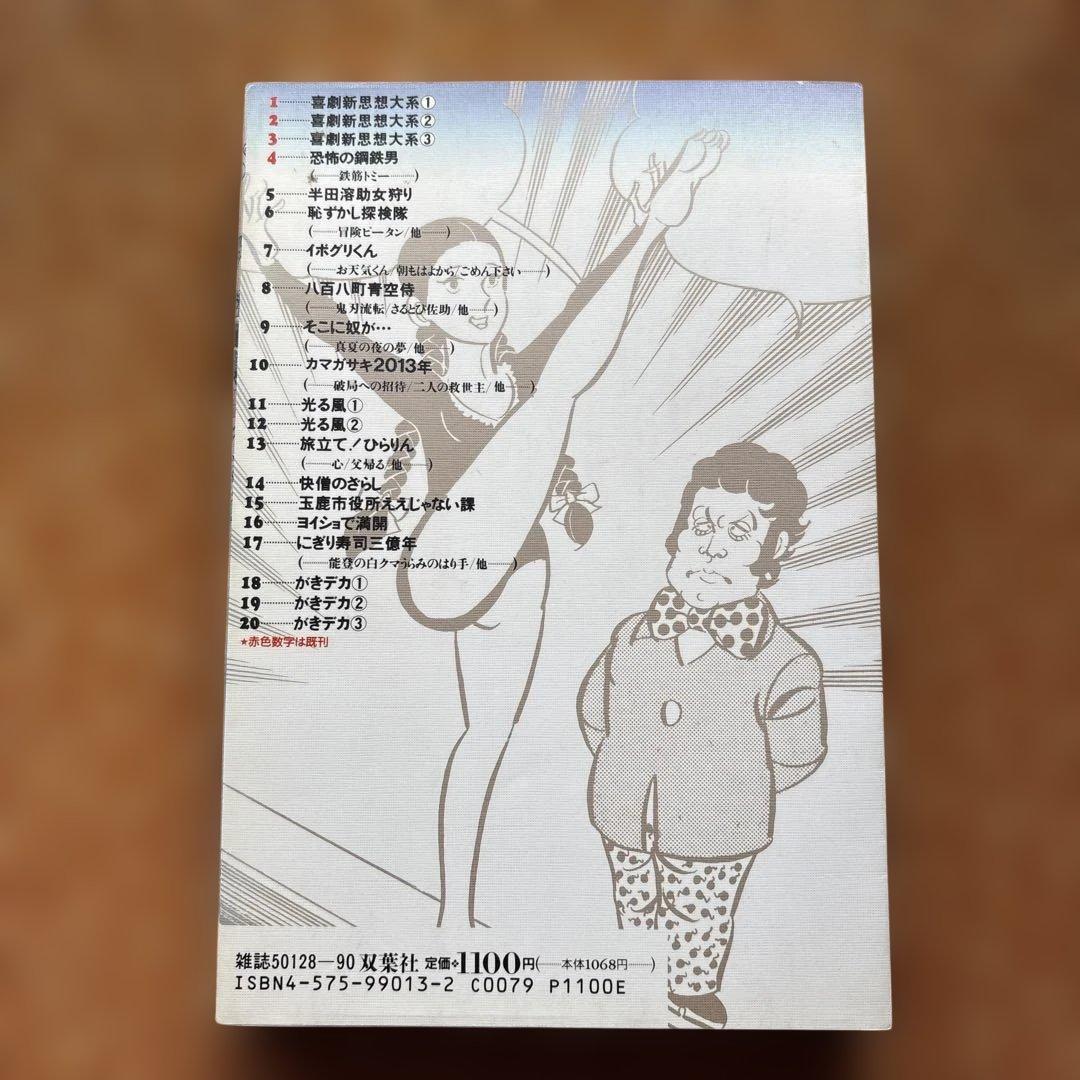 1………喜劇新思想大系①
2………喜劇新思想大系②
3………喜劇新思想大系③
4………恐怖の鋼鉄男
(……鉄筋トミー………)
5………半田溶助女狩り
6………恥ずかし探検隊
(……冒険ピータン/他………)
7………イボグリくん
(……お天気くん/朝もはよから/ごめん下さい………)
8………八百八町青空侍
(……鬼刃流転/さるとび佐助/他………)
9………そこに奴が…
(……真夏の夜の夢/他………)
10………カマガサキ2013年
(……破局への招待/二人の救世主/他………)
11………光る風①
12………光る風②
13………旅立て!ひらりん
(……心/父帰る/他………)
14………快僧のざらし
15………玉鹿市役所ええじゃない課
16………ヨイショで満開
17………にぎり寿司三億年
(……能登の白クマうらみのはり手/他………)
18………がきデカ①
19………がきデカ②
20………がきデカ③
★赤色数字は既刊
雑誌50128―90 双葉社 定価❖1100円(――本体1068円――)
ISBN4-575-99013-2 C0079 P1100E